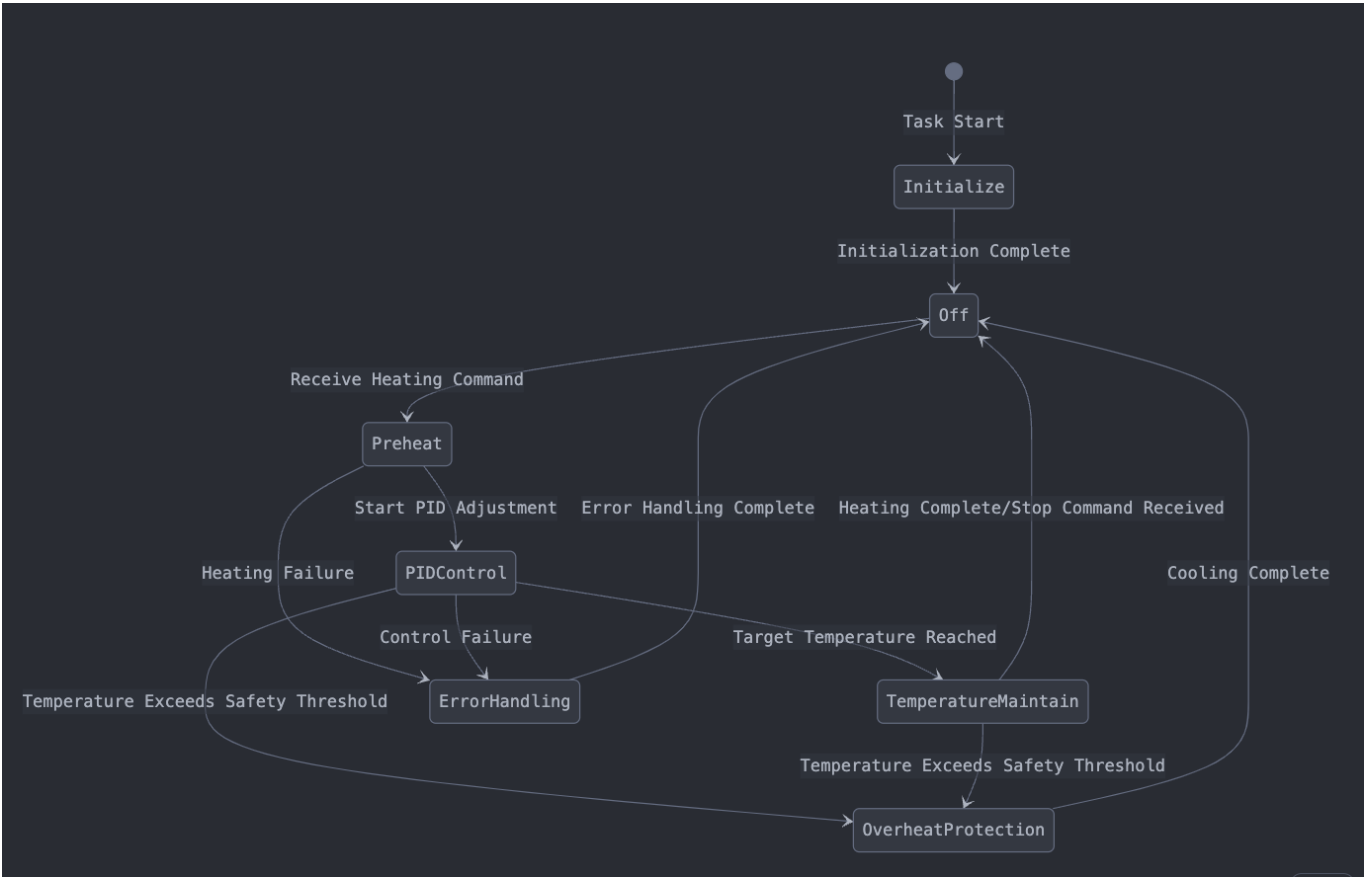 Task Start
Initialize
Initialization Complete
Off
Receive Heating Command
Preheat
Start PID Adjustment
Error Handling Complete
Heating Complete/Stop Command Received
Heating Failure
PIDControl
Cooling Complete
Control Failure
Target Temperature Reached
Temperature Exceeds Safety Threshold
ErrorHandling
TemperatureMaintain
Temperature Exceeds Safety Threshold
OverheatProtection